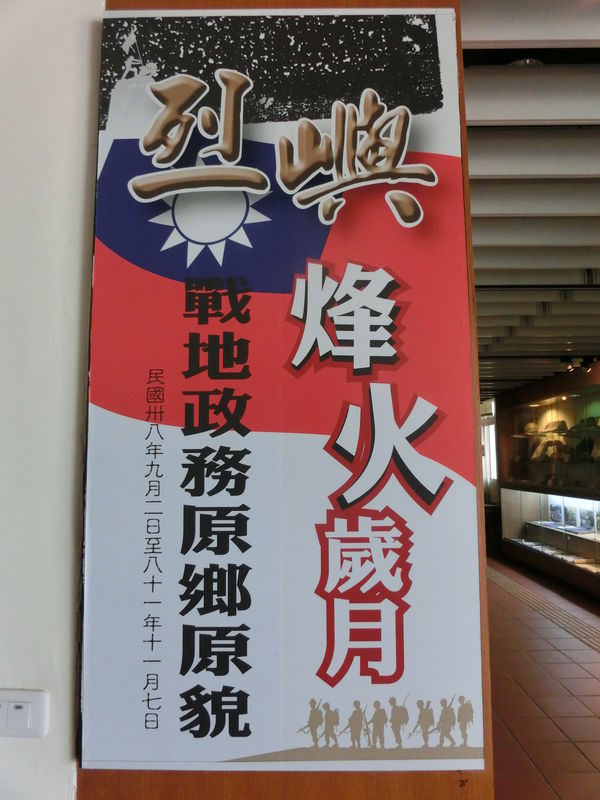 烈嶼
烽火歲月
戰地政務原鄉原貌
民國卅八年九月二日至八十一年十一月七日